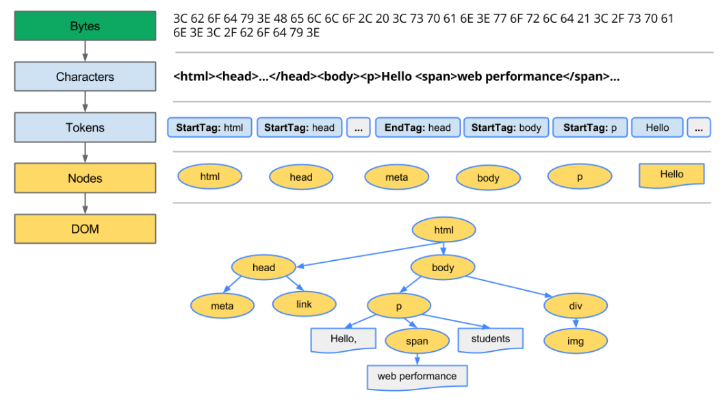 Bytes
3C 62 6F 64 79 3E 48 65 6C 6C 6F 2C 20 3C 73 70 61 6E 3E 77 6F 72 6C 64 21 3C 2F 73 70 61
6E 3E 3C 2F 62 6F 64 79 3E
Characters
<html><head>...</head><body><p>Hello <span>web performance</span>...
Tokens
StartTag: html
StartTag: head
...
EndTag: head
StartTag: body
StartTag: p
Hello
...
Nodes
html
head
meta
body
p
Hello
DOM
html
head
body
meta
link
p
div
Hello,
span
students
img
web performance